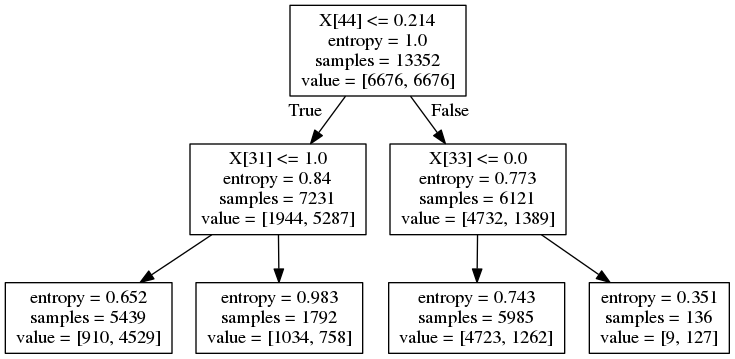 X[44] <= 0.214
entropy = 1.0
samples = 13352
value = [6676, 6676]
True
False
X[31] <= 1.0
entropy = 0.84
samples = 7231
value = [1944, 5287]
X[33] <= 0.0
entropy = 0.773
samples = 6121
value = [4732, 1389]
entropy = 0.652
samples = 5439
value = [910, 4529]
entropy = 0.983
samples = 1792
value = [1034, 758]
entropy = 0.743
samples = 5985
value = [4723, 1262]
entropy = 0.351
samples = 136
value = [9, 127]